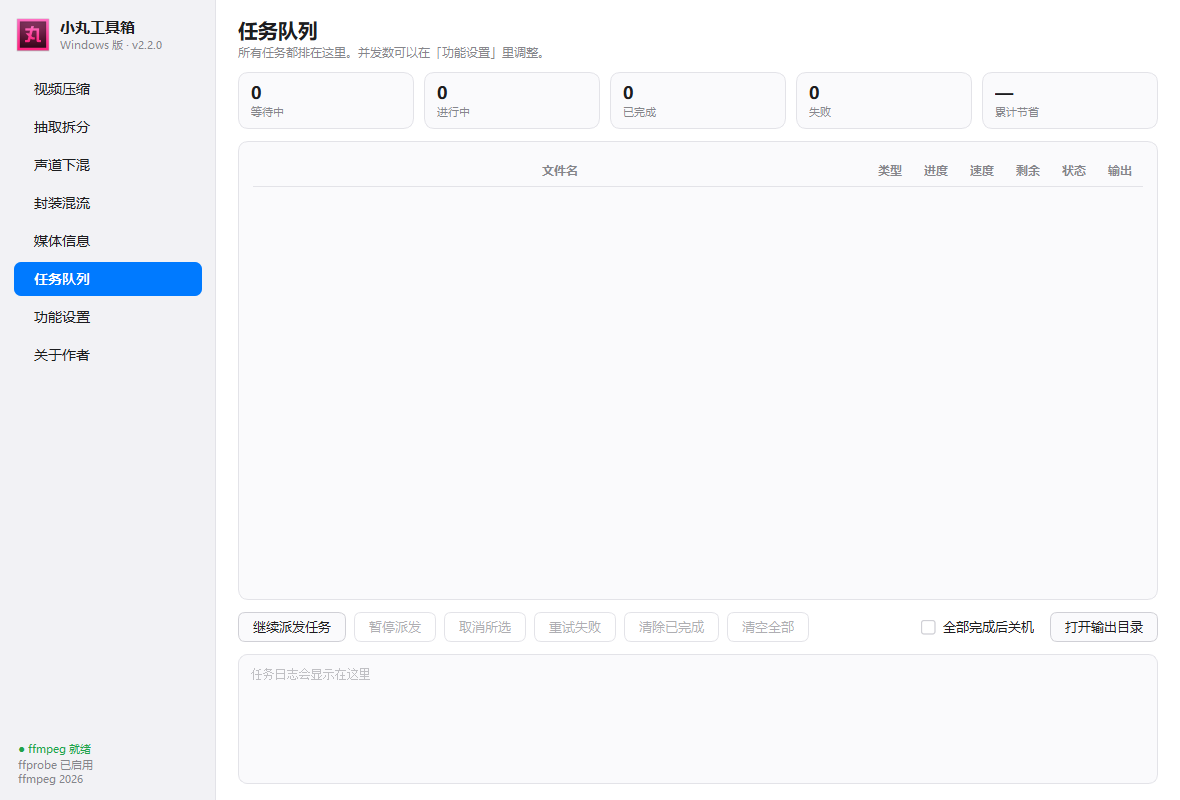 丸
小丸工具箱
Windows 版 · v2.2.0
视频压缩
抽取拆分
声道下混
封装混流
媒体信息
任务队列
功能设置
关于作者
● ffmpeg 就绪
ffprobe 已启用
ffmpeg 2026
任务队列
所有任务都排在这里。并发数可以在「功能设置」里调整。
0 0 0 0 —
等待中 进行中 已完成 失败 累计节省
文件名 类型 进度 速度 剩余 状态 输出
继续派发任务 暂停派发 取消所选 重试失败 清除已完成 清空全部 全部完成后关机 打开输出目录
任务日志会显示在这里